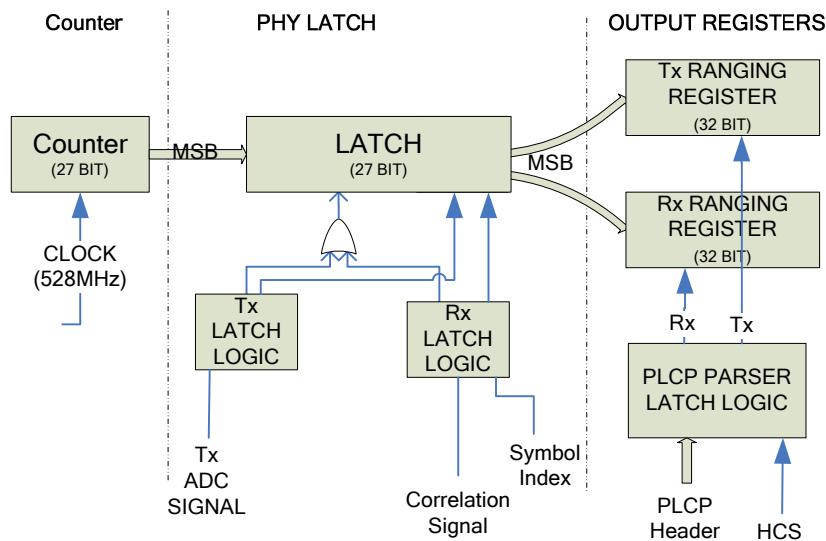 Counter
PHY LATCH
OUTPUT REGISTERS
Counter
(27 BIT)
MSB
LATCH
(27 BIT)
MSB
Tx RANGING
REGISTER
(32 BIT)
Rx RANGING
REGISTER
(32 BIT)
CLOCK
(528MHz)
Tx
LATCH
LOGIC
Rx
LATCH
LOGIC
Rx
Tx
PLCP PARSER
LATCH LOGIC
Tx
ADC
SIGNAL
Correlation
Signal
Symbol
Index
PLCP
Header
HCS